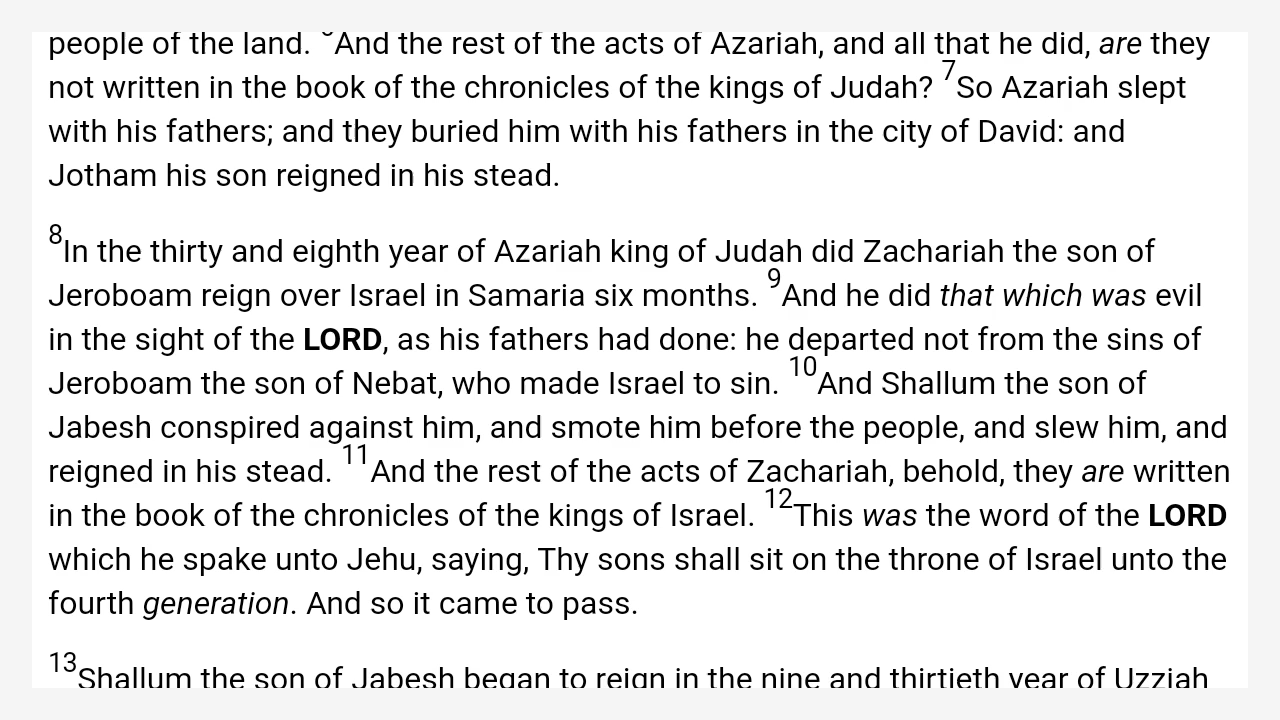 people of the land. And the rest of the acts of Azariah, and all that he did, are they
not written in the book of the chronicles of the kings of Judah? 7So Azariah slept
with his fathers; and they buried him with his fathers in the city of David: and
Jotham his son reigned in his stead.
8In the thirty and eighth year of Azariah king of Judah did Zachariah the son of
Jeroboam reign over Israel in Samaria six months. 9And he did that which was evil
in the sight of the LORD, as his fathers had done: he departed not from the sins of
Jeroboam the son of Nebat, who made Israel to sin. 10And Shallum the son of
Jabesh conspired against him, and smote him before the people, and slew him, and
reigned in his stead. 11And the rest of the acts of Zachariah, behold, they are written
in the book of the chronicles of the kings of Israel. 12This was the word of the LORD
which he spake unto Jehu, saying, Thy sons shall sit on the throne of Israel unto the
fourth generation. And so it came to pass.
13Shallum the son of Jabesh began to reign in the nine and thirtieth year of Uzziah